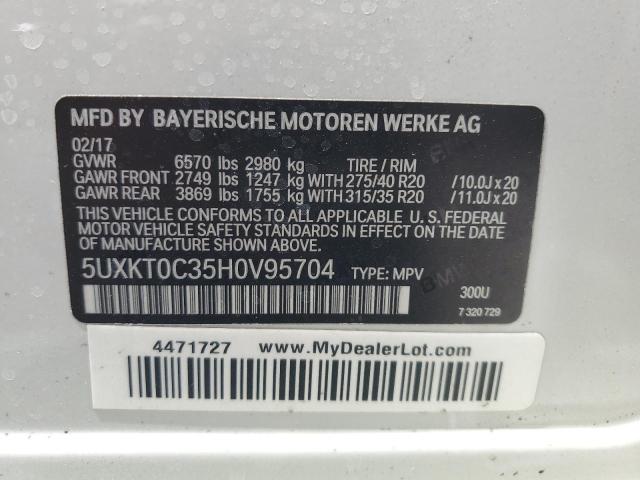 MFD BY BAYERISCHE MOTOREN WERKE AG
02/17
GVWR 6570 lbs 2980 kg TIRE / RIM
GAWR FRONT 2749 lbs 1247 kg WITH 275/40 R20 /10.0J x 20
GAWR REAR 3869 lbs 1755 kg WITH 315/35 R20 /11.0J x 20
THIS VEHICLE CONFORMS TO ALL APPLICABLE U. S. FEDERAL
MOTOR VEHICLE SAFETY STANDARDS IN EFFECT ON THE
DATE OF MANUFACTURE SHOWN ABOVE.
5UXKT0C35H0V95704 TYPE: MPV 300U
7 320 729
4471727 www.MyDealerLot.com